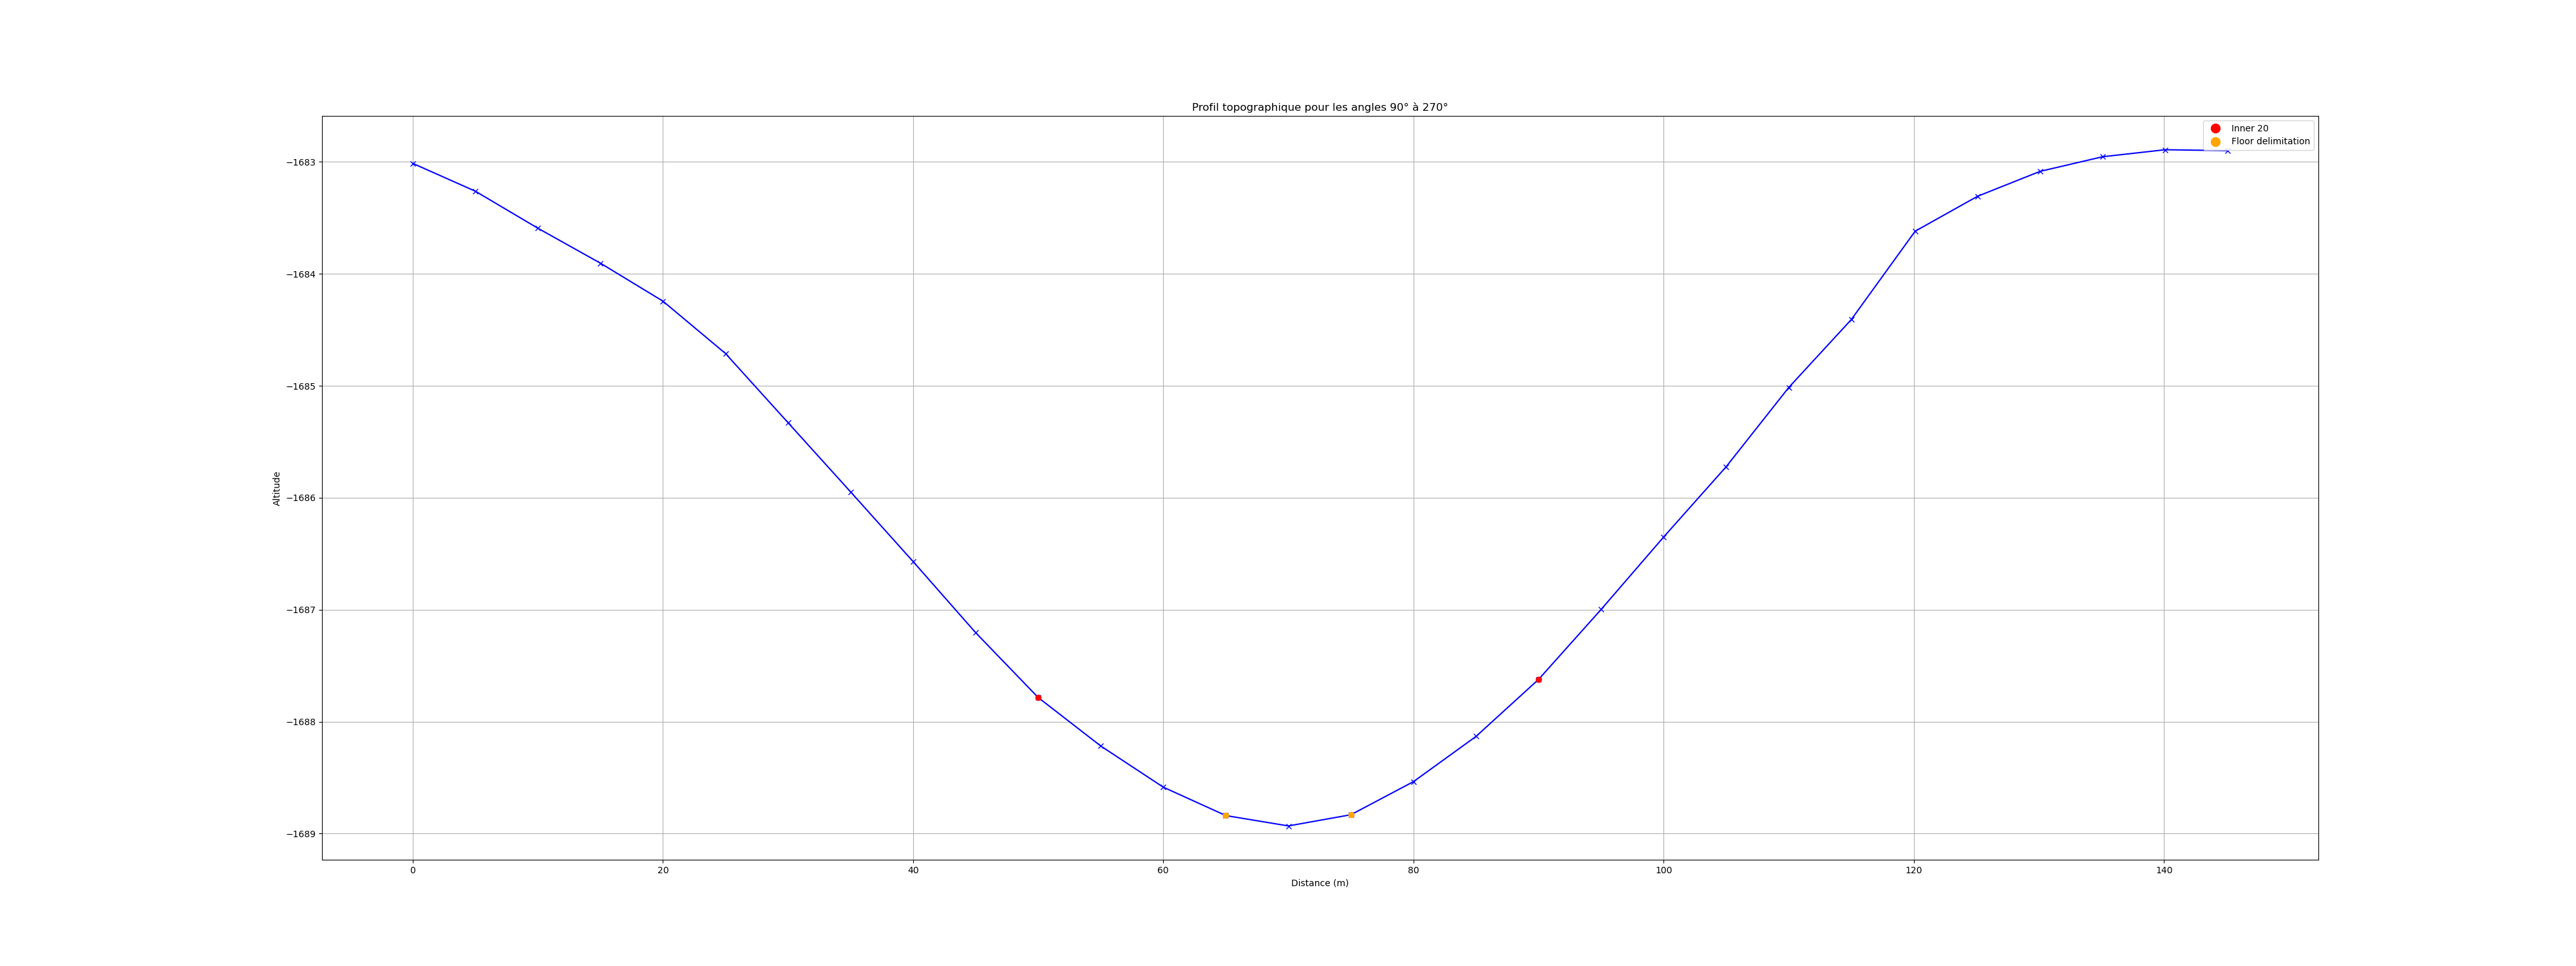 Profil topographique pour les angles 90° à 270°
Inner 20
Floor delimitation
−1683
−1684
−1685
−1686
−1687
−1688
−1689
Altitude
0 20 40 60 80 100 120 140
Distance (m)